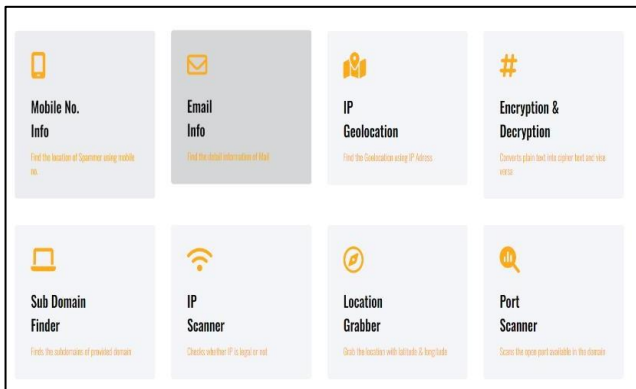 Mobile No.
Info
Find the location of Spammer using mobile
no.
Email
Info
Find the detail information of Mail
IP
Geolocation
Find the Geolocation using IP Adress
Encryption &
Decryption
Converts plain text into cipher text and vice
versa
Sub Domain
Finder
Finds the subdomains of provided domain
IP
Scanner
Checks whether IP is legal or not
Location
Grabber
Grab the location with latitude & longitude
Port
Scanner
Scans the open port available in the domain